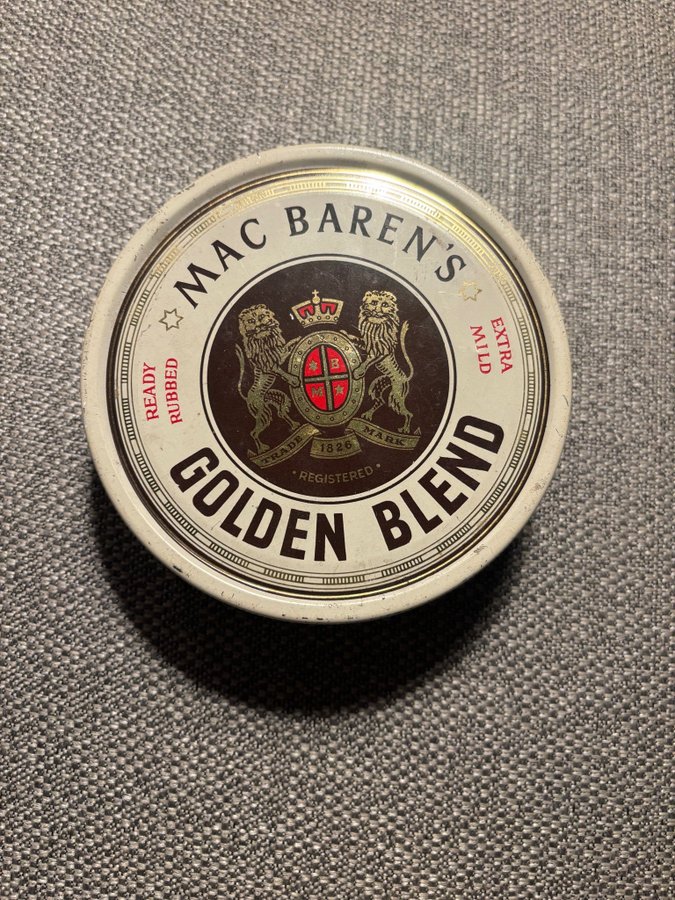 MAC BAREN'S
READY
RUBBED
EXTRA
MILD
B
M
TRADE 1826 MARK
• REGISTERED •
GOLDEN BLEND